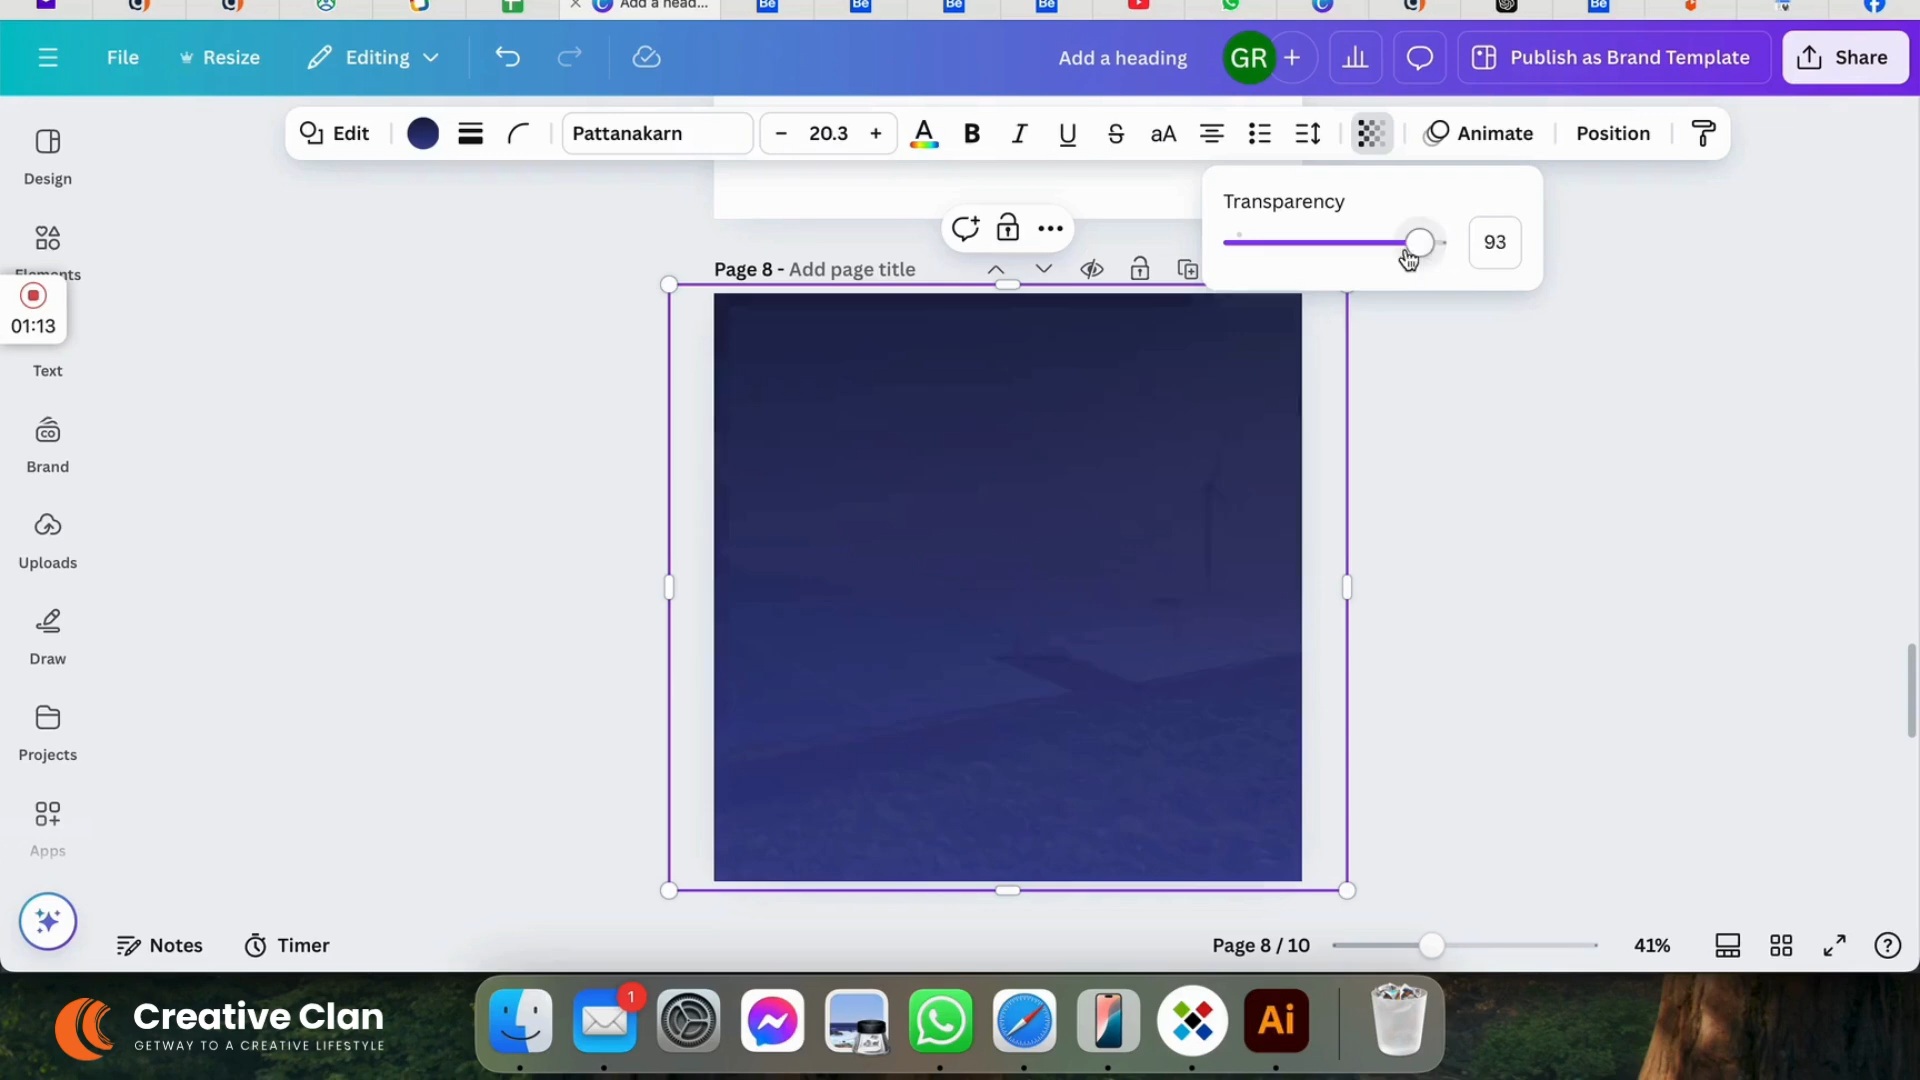 Add a head...
File
Resize
Editing
Add a heading
GR
Publish as Brand Template
Share
Edit
Pattanakarn
20.3
aA
Animate
Position
Transparency
93
Design
Elements
01:13
Text
Brand
Uploads
Draw
Projects
Apps
Page 8 - Add page title
Notes
Timer
Page 8 / 10
41%
Creative Clan
GETWAY TO A CREATIVE LIFESTYLE
1
Ai